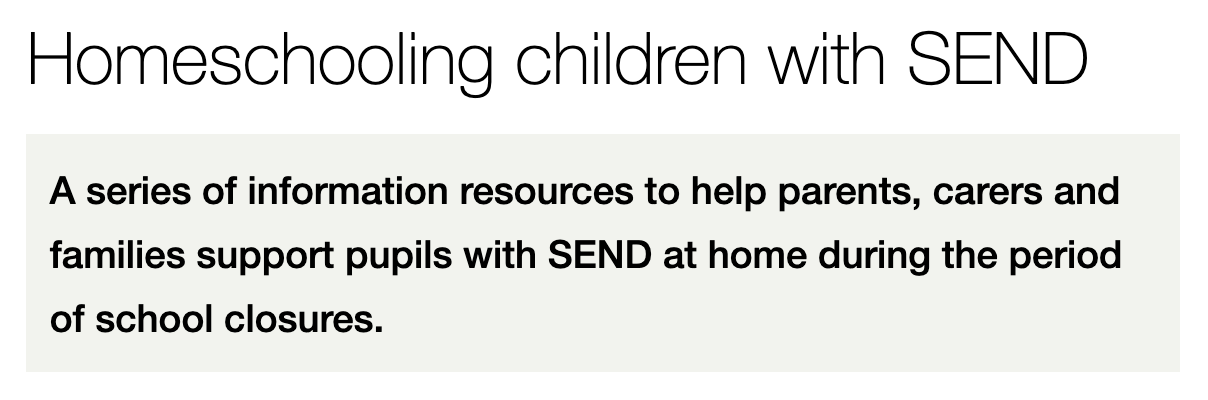 Homeschooling children with SEND
A series of information resources to help parents, carers and
families support pupils with SEND at home during the period
of school closures.